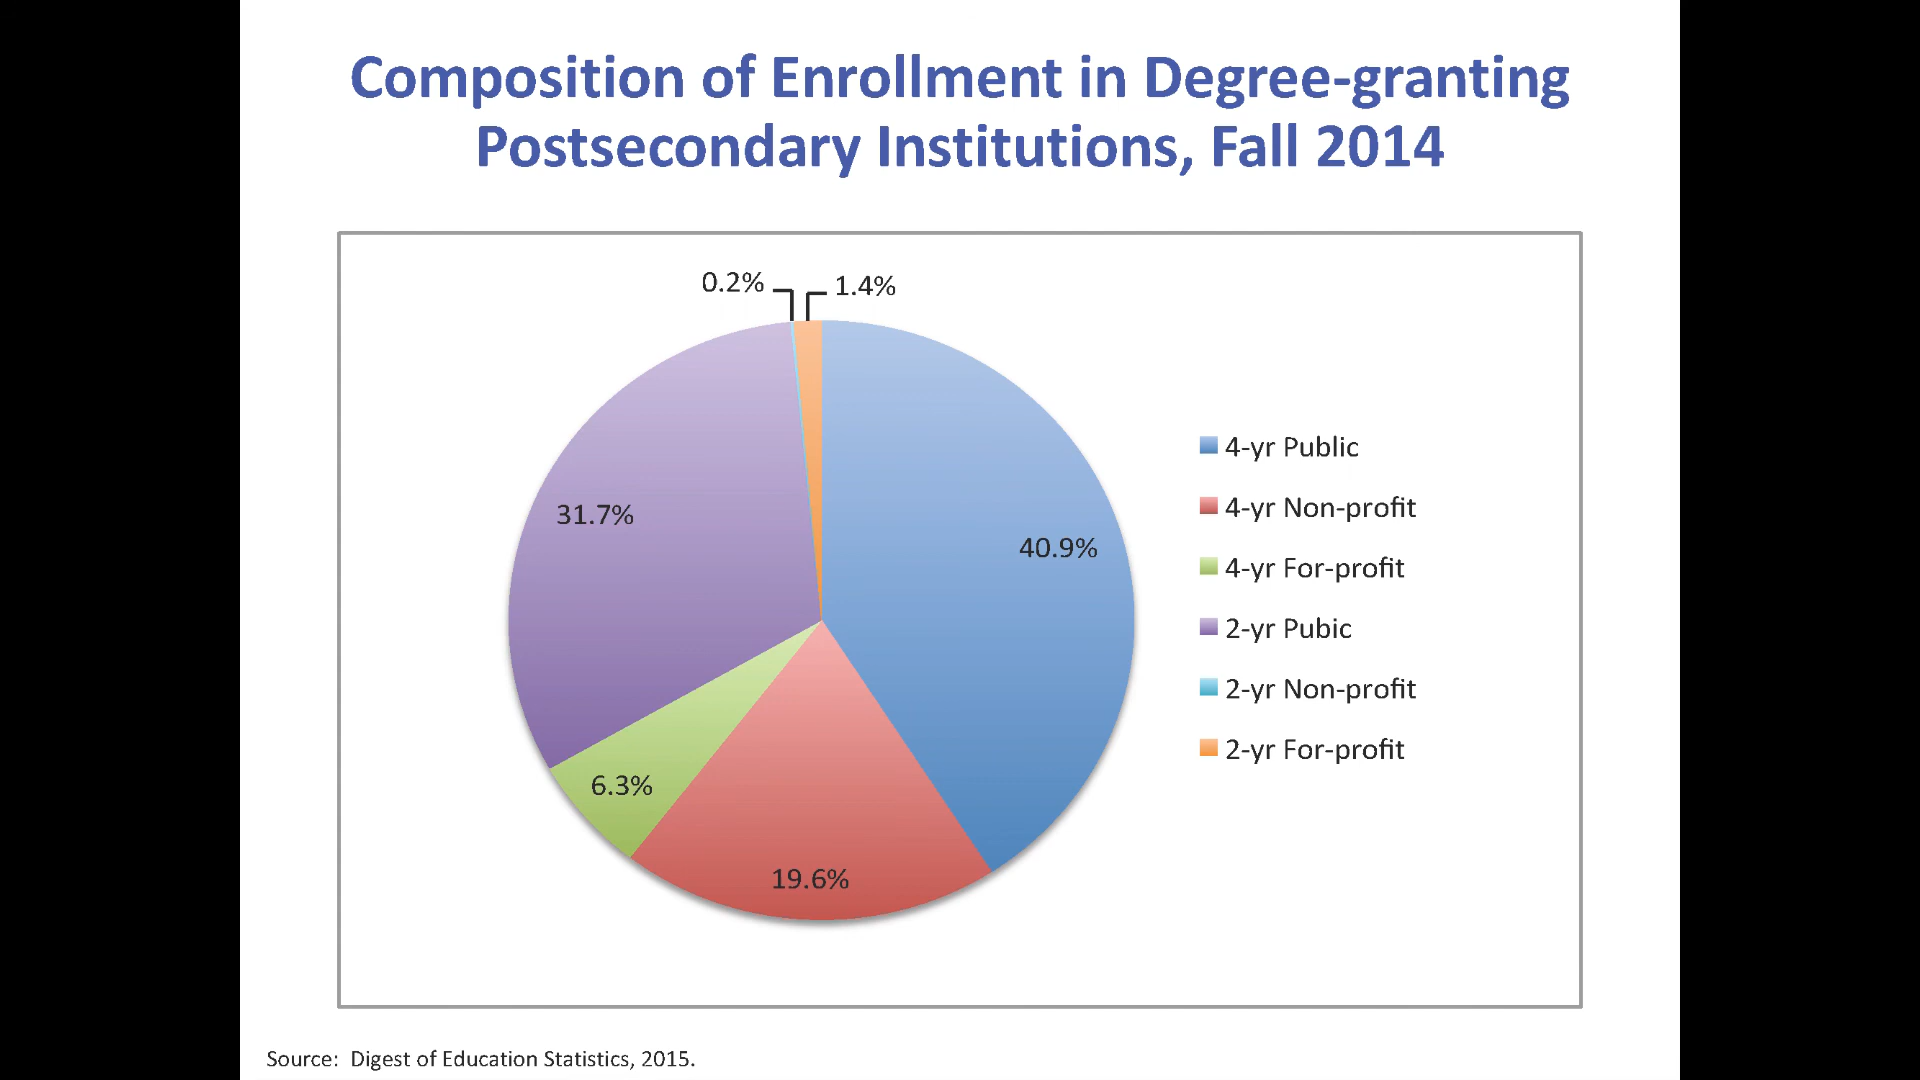 Composition of Enrollment in Degree-granting
Postsecondary Institutions, Fall 2014
0.2%
1.4%
31.7%
40.9%
6.3%
19.6%
4-yr Public
4-yr Non-profit
4-yr For-profit
2-yr Pubic
2-yr Non-profit
2-yr For-profit
Source: Digest of Education Statistics, 2015.